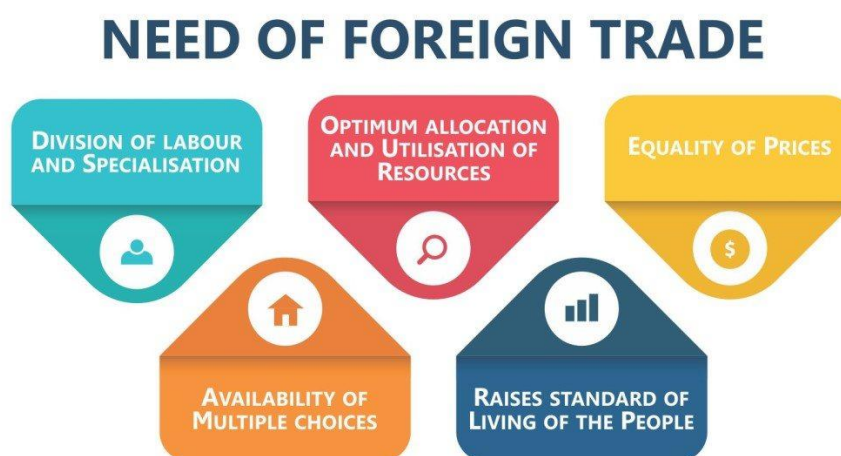 NEED OF FOREIGN TRADE
DIVISION OF LABOUR
AND SPECIALISATION
OPTIMUM ALLOCATION
AND UTILISATION OF
RESOURCES
EQUALITY OF PRICES
$
AVAILABILITY OF
MULTIPLE CHOICES
RAISES STANDARD OF
LIVING OF THE PEOPLE